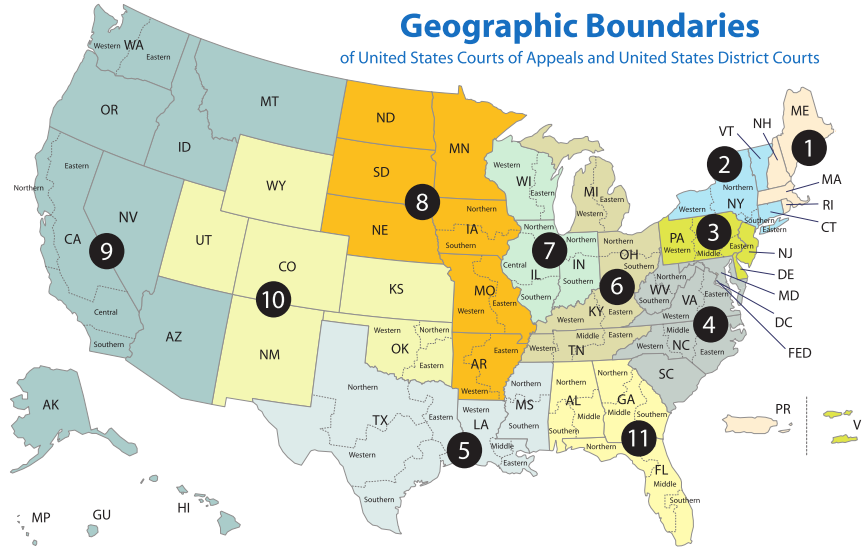 Geographic Boundaries
of United States Courts of Appeals and United States District Courts
Western
WA
Eastern
OR
ID
MT
Northern
Eastern
CA
NV
9
Central
Southern
AZ
WY
UT
CO
10
KS
NM
Western
Northern
OK
Eastern
ND
SD
NE
8
MN
Northern
IA
Southern
MO
Eastern
Western
Eastern
AR
Western
Western
WI
Eastern
7
Northern
Central
IL
Southern
Northern
IN
Southern
MI
Eastern
Western
Northern
OH
Southern
6
KY
Western
Eastern
Middle
Western
TN
Eastern
ME
1
VT
NH
2
Northern
NY
Western
Southern
Eastern
MA
RI
CT
PA
3
Western
Middle
Eastern
NJ
DE
MD
DC
FED
Northern
WV
Southern
VA
Eastern
Western
4
Middle
Western
NC
Eastern
SC
Northern
TX
Eastern
Western
Southern
5
Western
LA
Middle
Eastern
Northern
MS
Southern
Northern
AL
Middle
Southern
Northern
GA
Middle
Southern
11
Northern
FL
Middle
Southern
AK
HI
GU
MP
PR
V